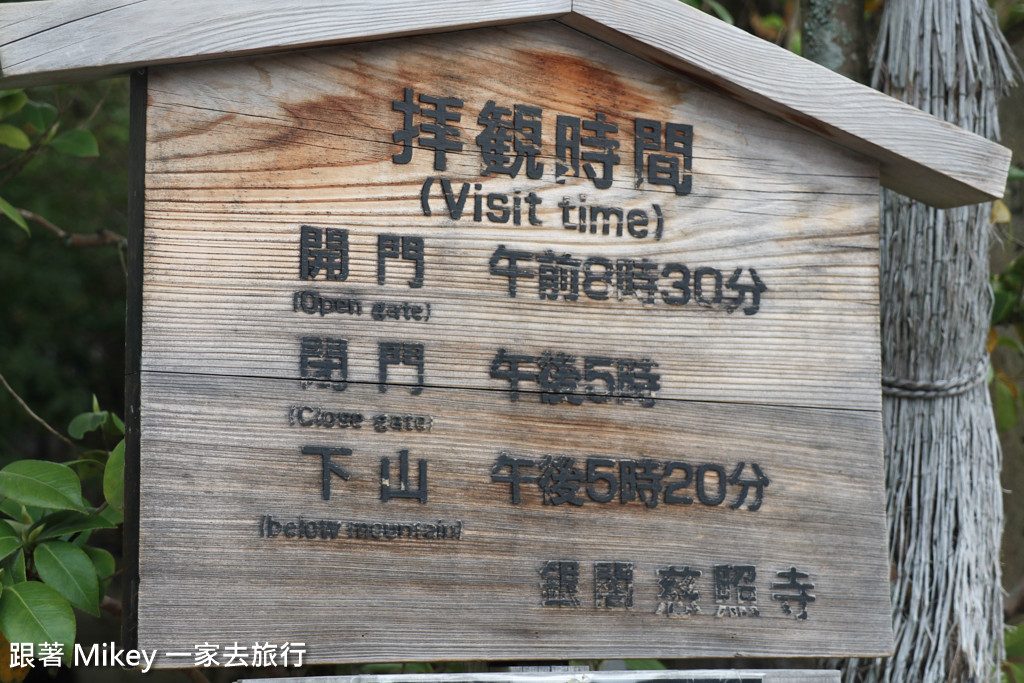 拝観時間
(Visit time)
開門 午前8時30分
(Open gate)
閉門 午後5時
(Close gate)
下山 午後5時20分
(below mountain)
銀閣慈照寺
跟著 Mikey 一家去旅行